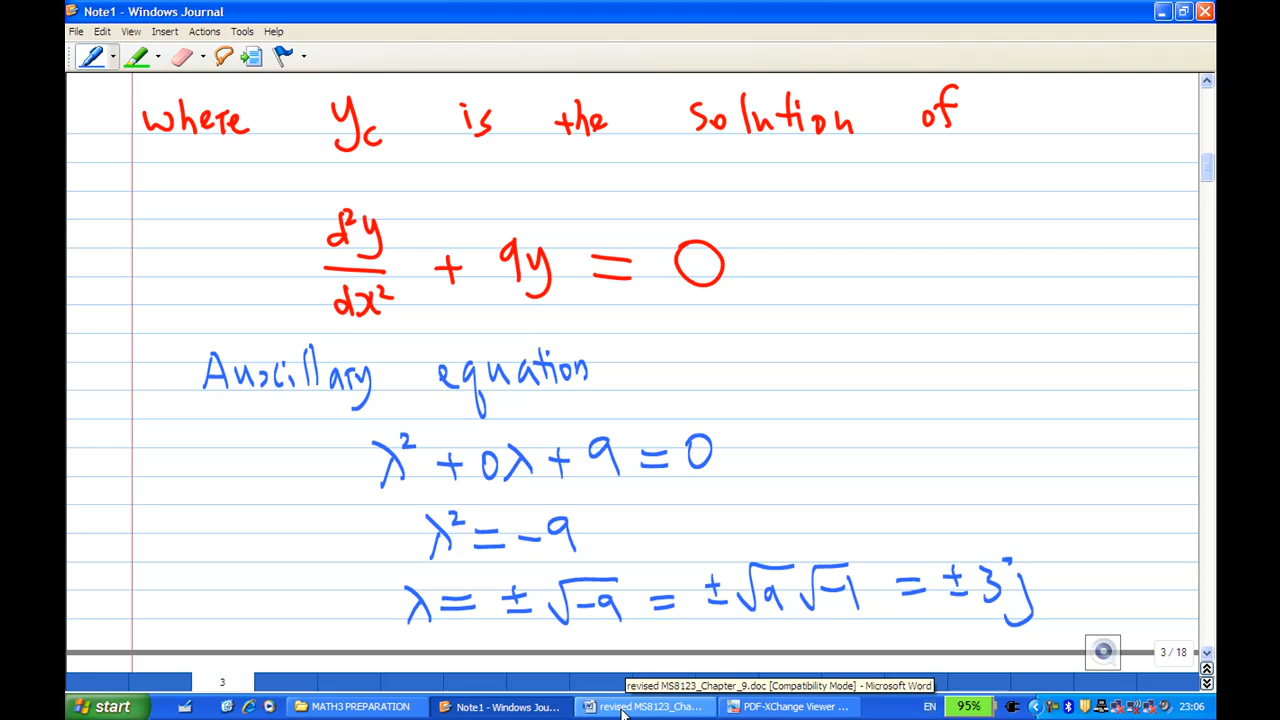 Note1 - Windows Journal
File Edit View Insert Actions Tools Help
where yc is the solution of
d²y/dx² + 9y = 0
Auxcillary equation
λ² + 0λ + 9 = 0
λ² = -9
λ = ± √-9 = ± √9 √-1 = ± 3j
3 / 18
3
revised MS8123_Chapter_9.doc [Compatibility Mode] - Microsoft Word
start
MATH3 PREPARATION
Note1 - Windows Jou...
revised MS8123_Cha...
PDF-XChange Viewer ...
EN
95%
23:06